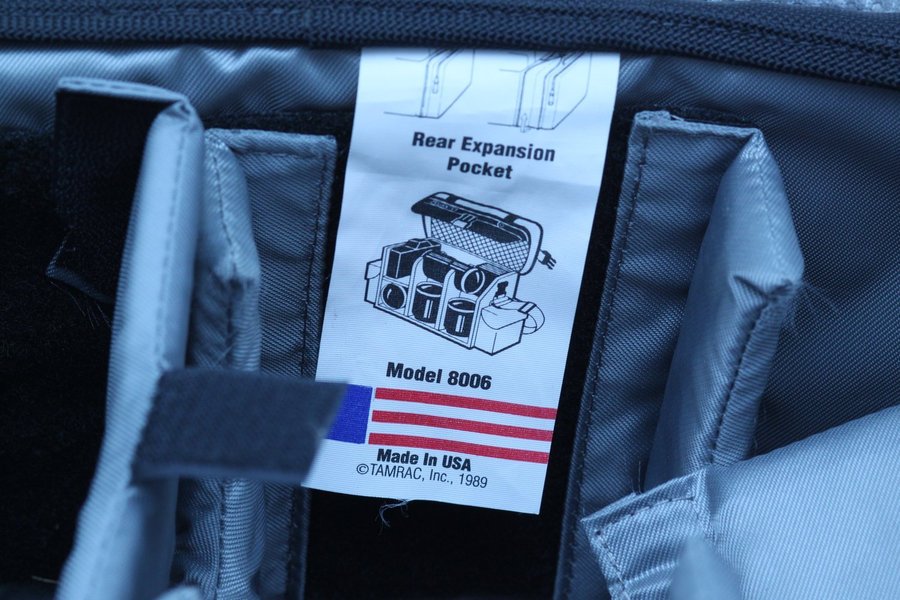 Rear Expansion
Pocket
Model 8006
Made In USA
©TAMRAC, Inc., 1989